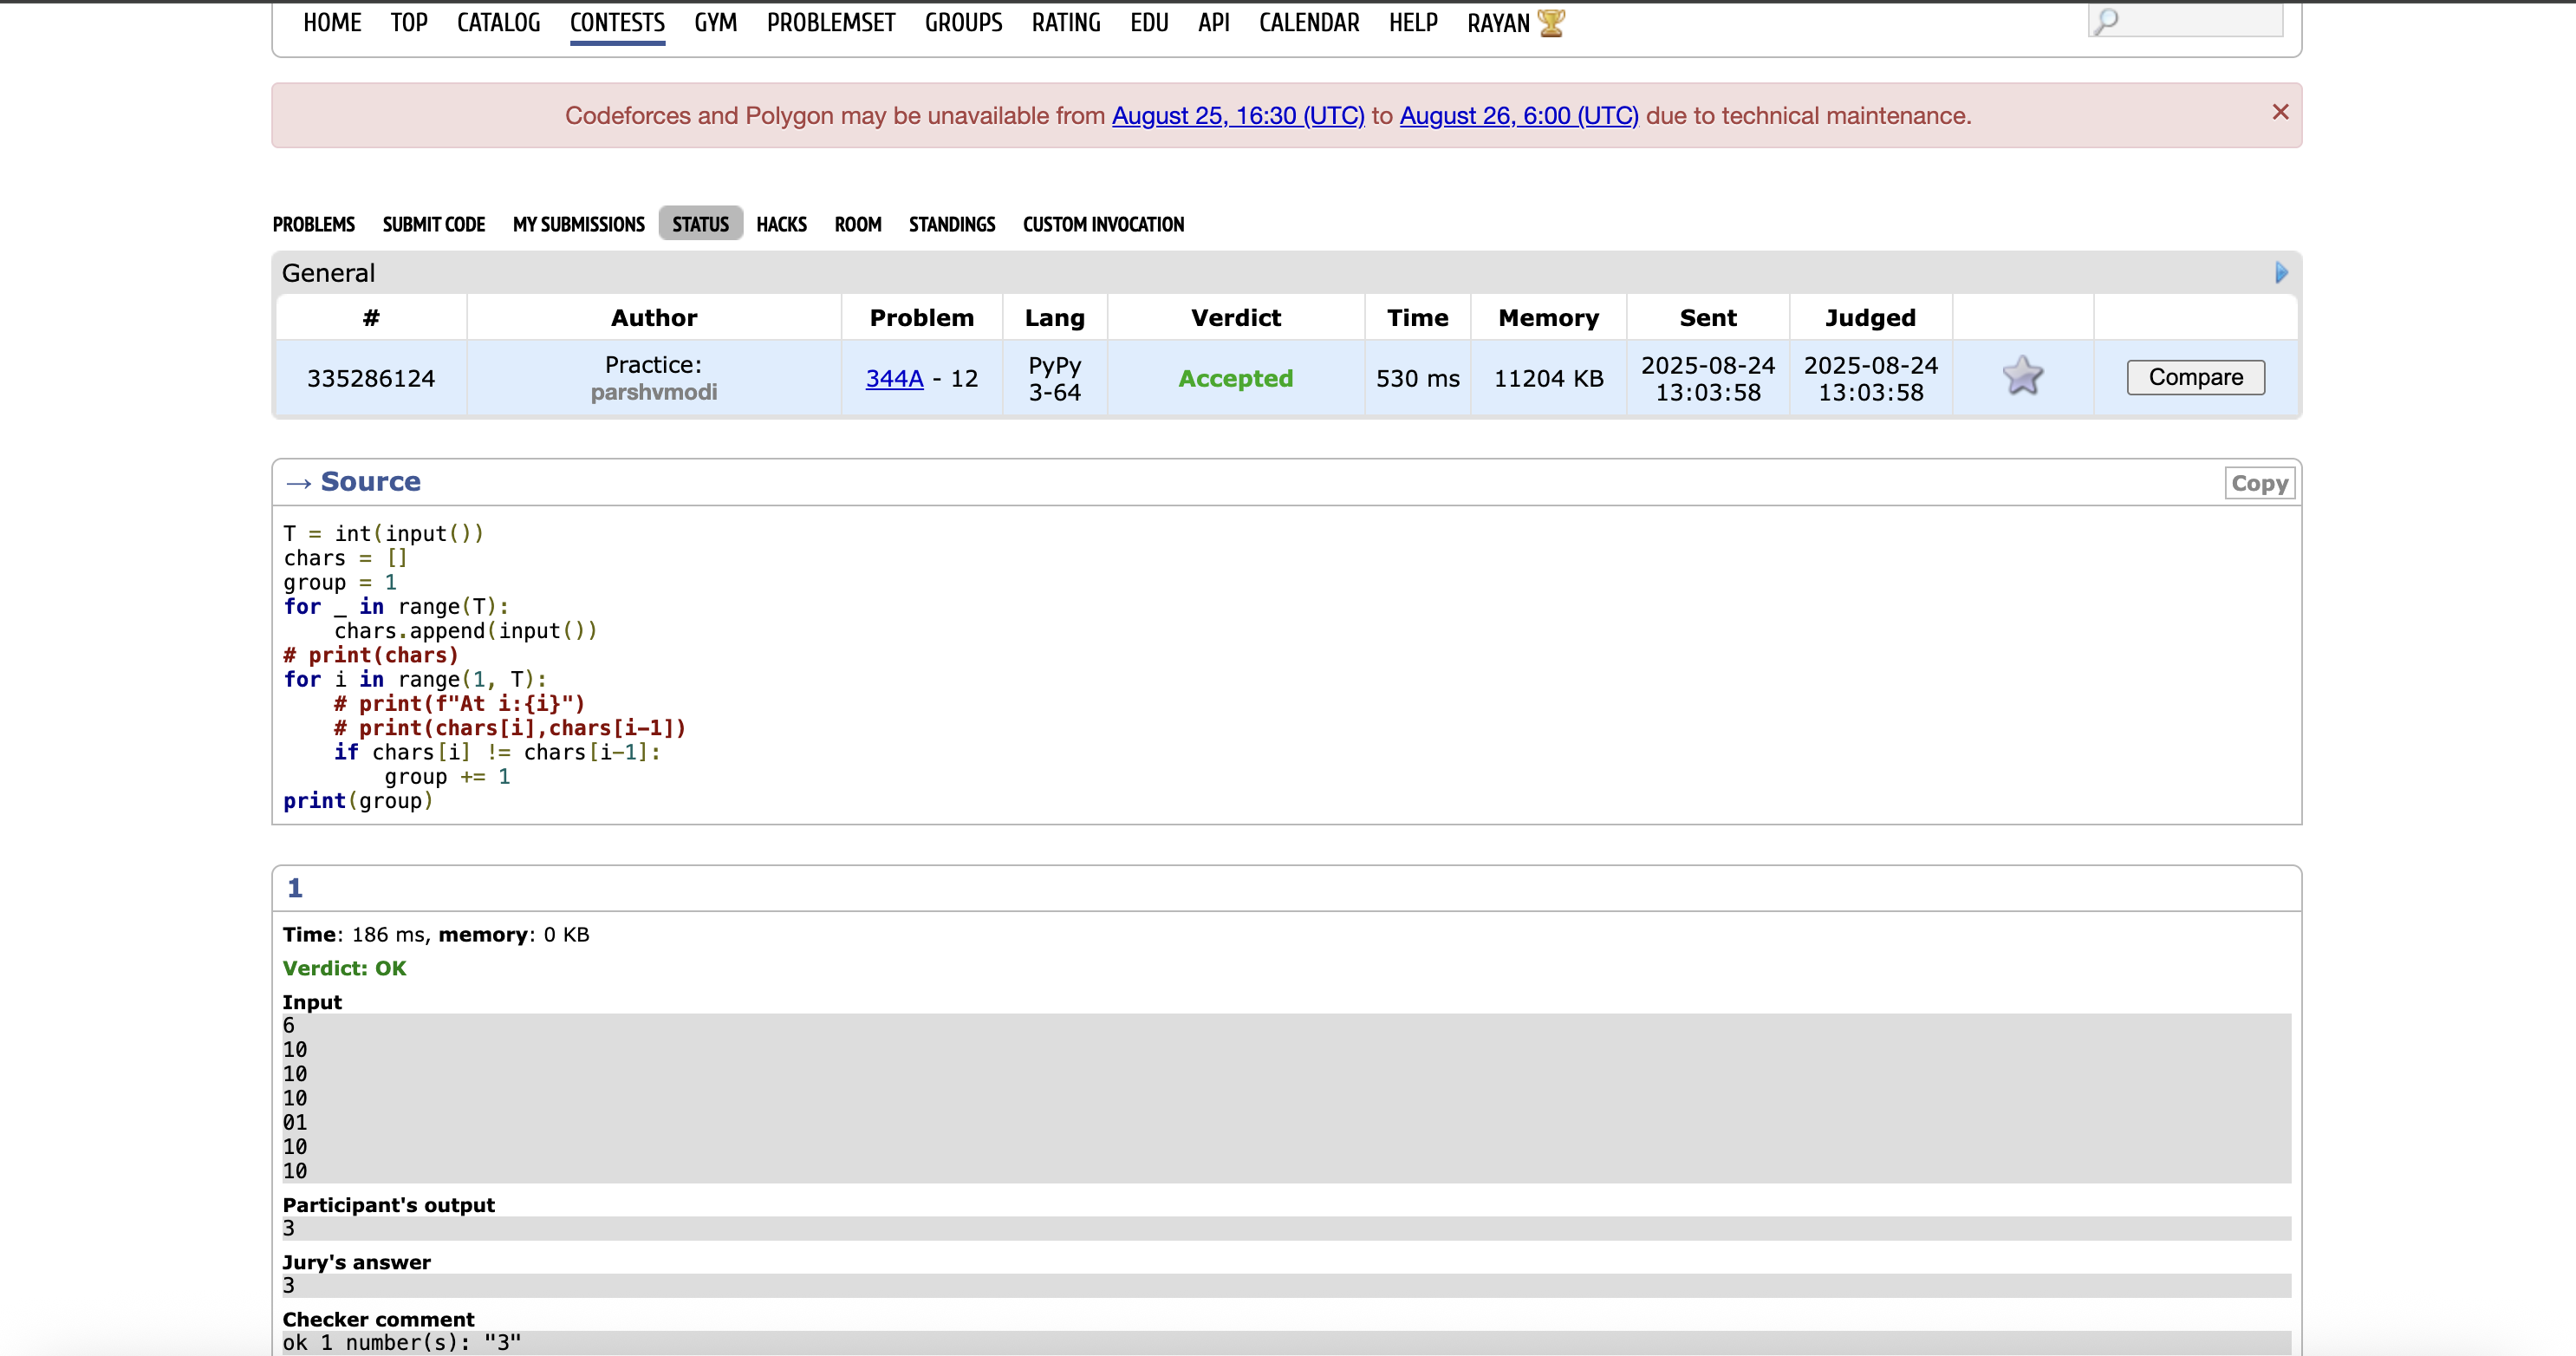 HOME TOP CATALOG CONTESTS GYM PROBLEMSET GROUPS RATING EDU API CALENDAR HELP RAYAN
Codeforces and Polygon may be unavailable from August 25, 16:30 (UTC) to August 26, 6:00 (UTC) due to technical maintenance. ×
PROBLEMS SUBMIT CODE MY SUBMISSIONS STATUS HACKS ROOM STANDINGS CUSTOM INVOCATION
General
# Author Problem Lang Verdict Time Memory Sent Judged
335286124 Practice: parshvmodi 344A - 12 PyPy 3-64 Accepted 530 ms 11204 KB 2025-08-24 13:03:58 2025-08-24 13:03:58 Compare
→ Source Copy
T = int(input())
chars = []
group = 1
for _ in range(T):
    chars.append(input())
# print(chars)
for i in range(1, T):
    # print(f"At i:{i}")
    # print(chars[i],chars[i-1])
    if chars[i] != chars[i-1]:
        group += 1
print(group)
1
Time: 186 ms, memory: 0 KB
Verdict: OK
Input
6
10
10
10
01
10
10
Participant's output
3
Jury's answer
3
Checker comment
ok 1 number(s): "3"